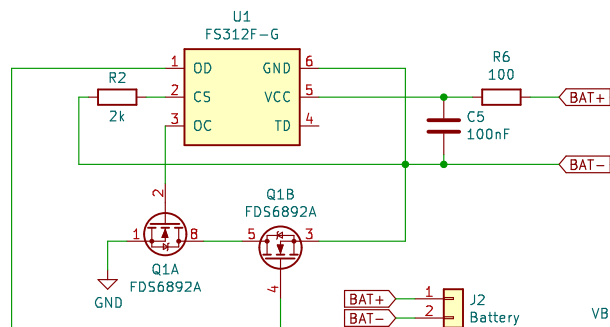 U1
FS312F-G
1 OD GND 6
2 CS VCC 5
3 OC TD 4
R2
2k
R6
100
BAT+
C5
100nF
BAT-
2
1 8
Q1A
FDS6892A
GND
Q1B
FDS6892A
5 3
4
BAT+ 1 J2
BAT- 2 Battery
VB